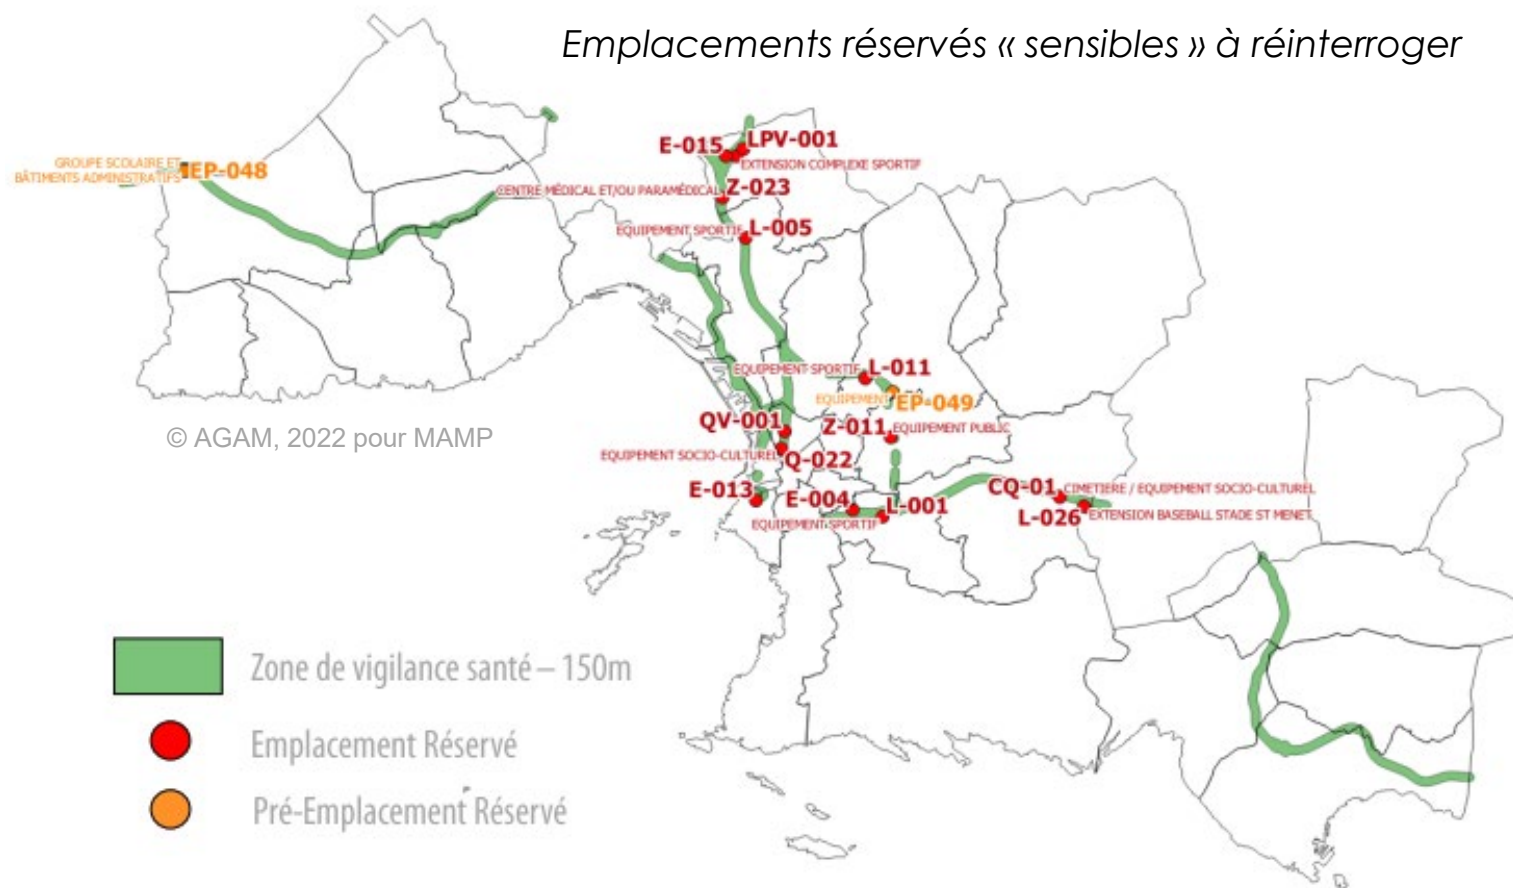 Emplacements réservés « sensibles » à réinterroger
E-015
LPV-001
EXTENSION COMPLEXE SPORTIF
GROUPE SCOLAIRE ET
BÂTIMENTS ADMINISTRATIFS
EP-048
CENTRE MÉDICAL ET/OU PARAMÉDICAL
Z-023
EQUIPEMENT SPORTIF
L-005
EQUIPEMENT SPORTIF
L-011
EQUIPEMENT
EP-049
QV-001
Z-011
EQUIPEMENT PUBLIC
© AGAM, 2022 pour MAMP
EQUIPEMENT SOCIO-CULTUREL
Q-022
E-013
E-004
L-001
EQUIPEMENT SPORTIF
CQ-01
CIMETIERE / EQUIPEMENT SOCIO-CULTUREL
L-026
EXTENSION BASEBALL STADE ST MENET
Zone de vigilance santé – 150m
Emplacement Réservé
Pré-Emplacement Réservé